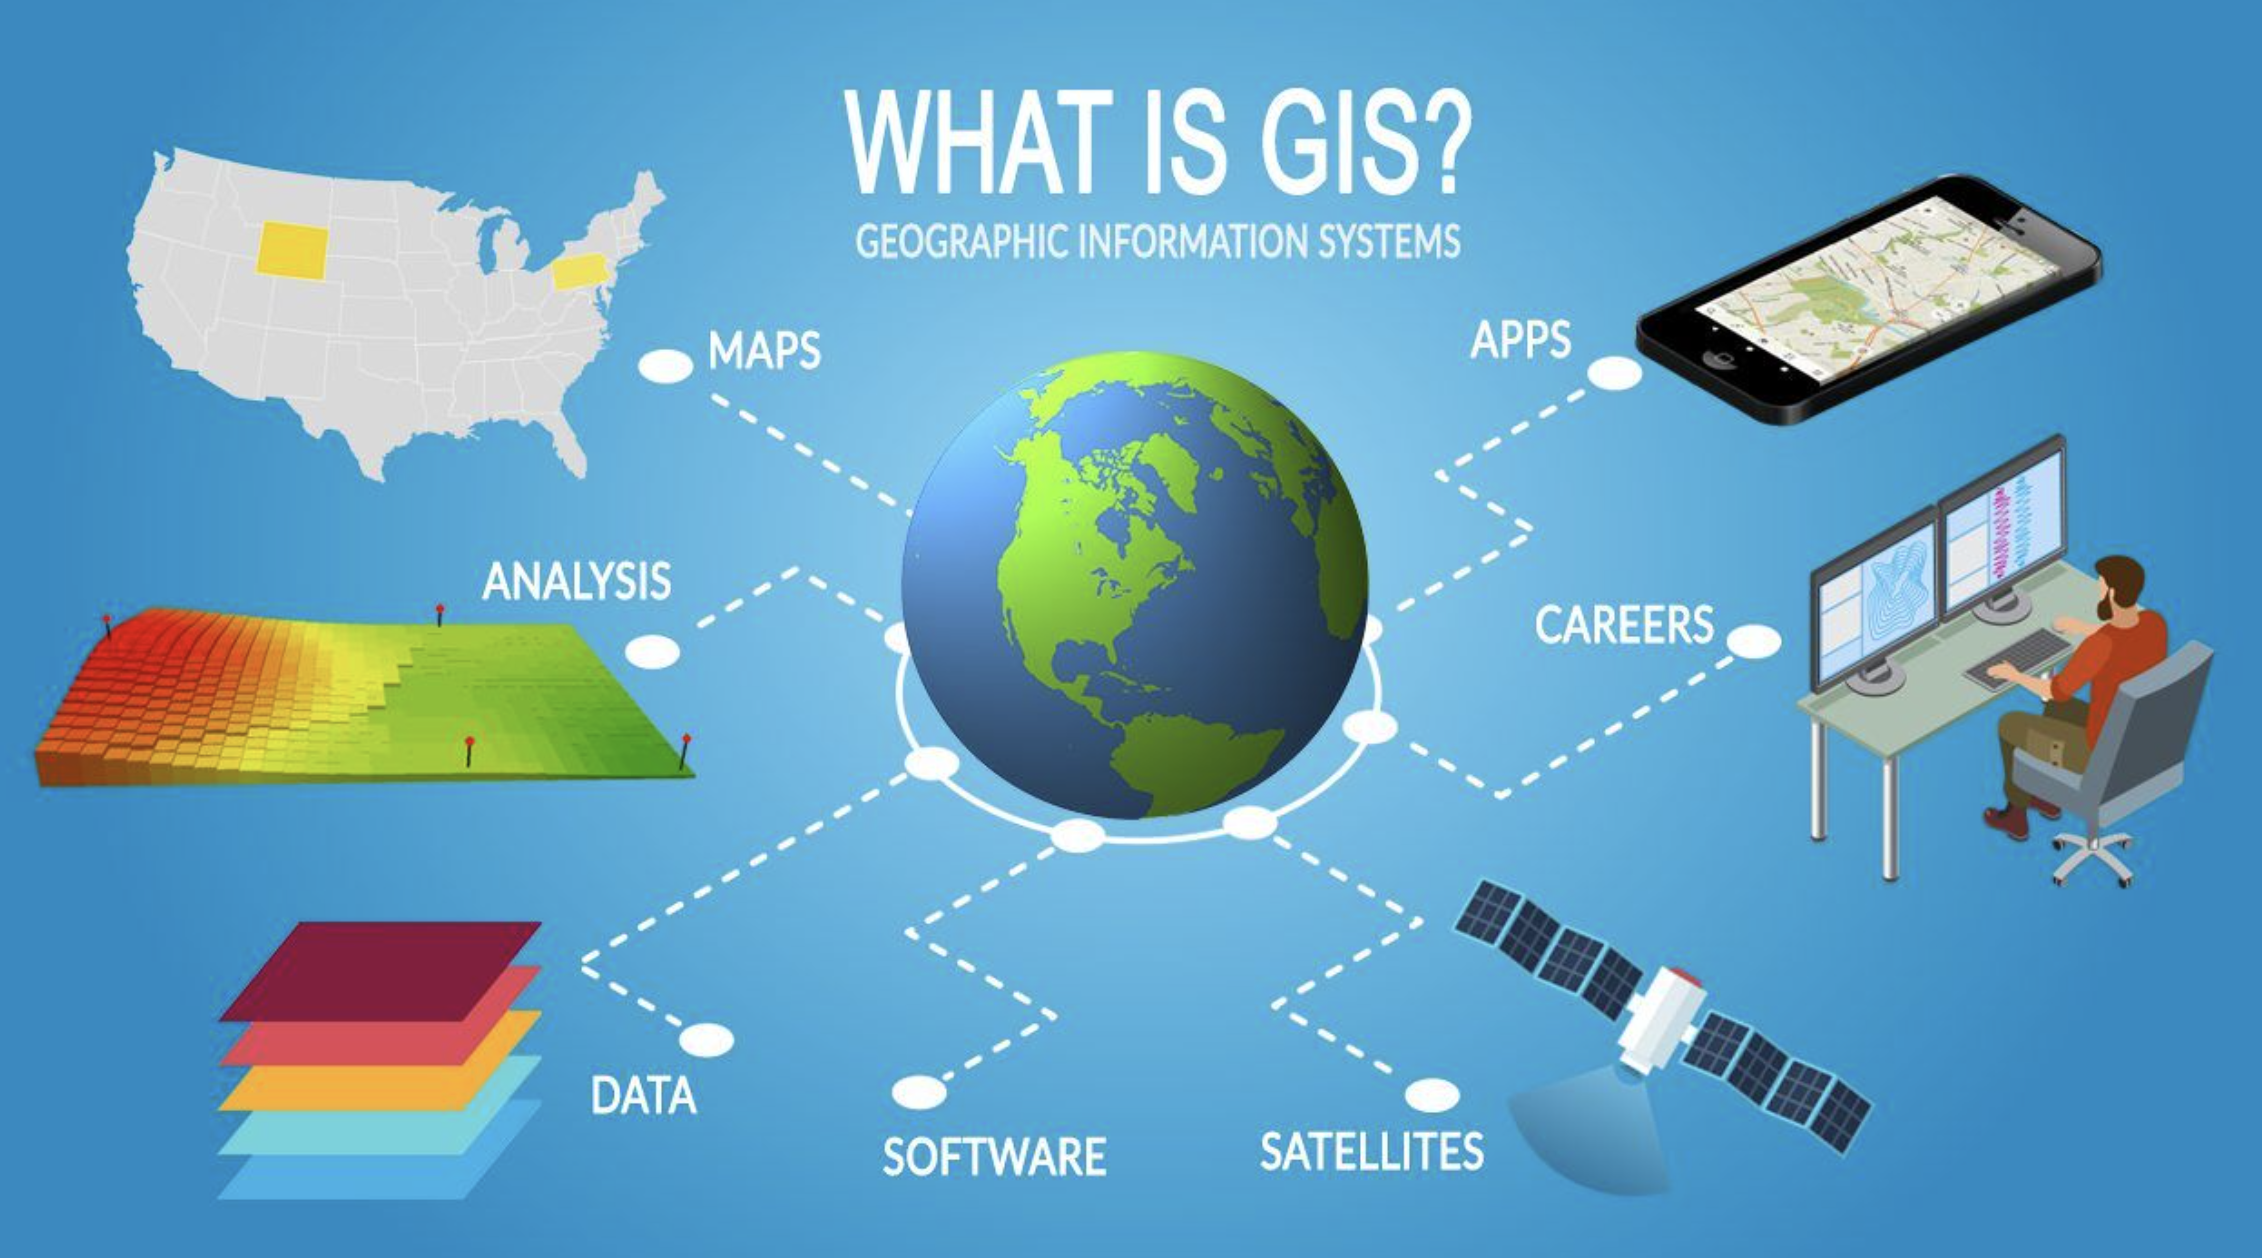 WHAT IS GIS?
GEOGRAPHIC INFORMATION SYSTEMS
MAPS
APPS
ANALYSIS
CAREERS
DATA
SOFTWARE
SATELLITES